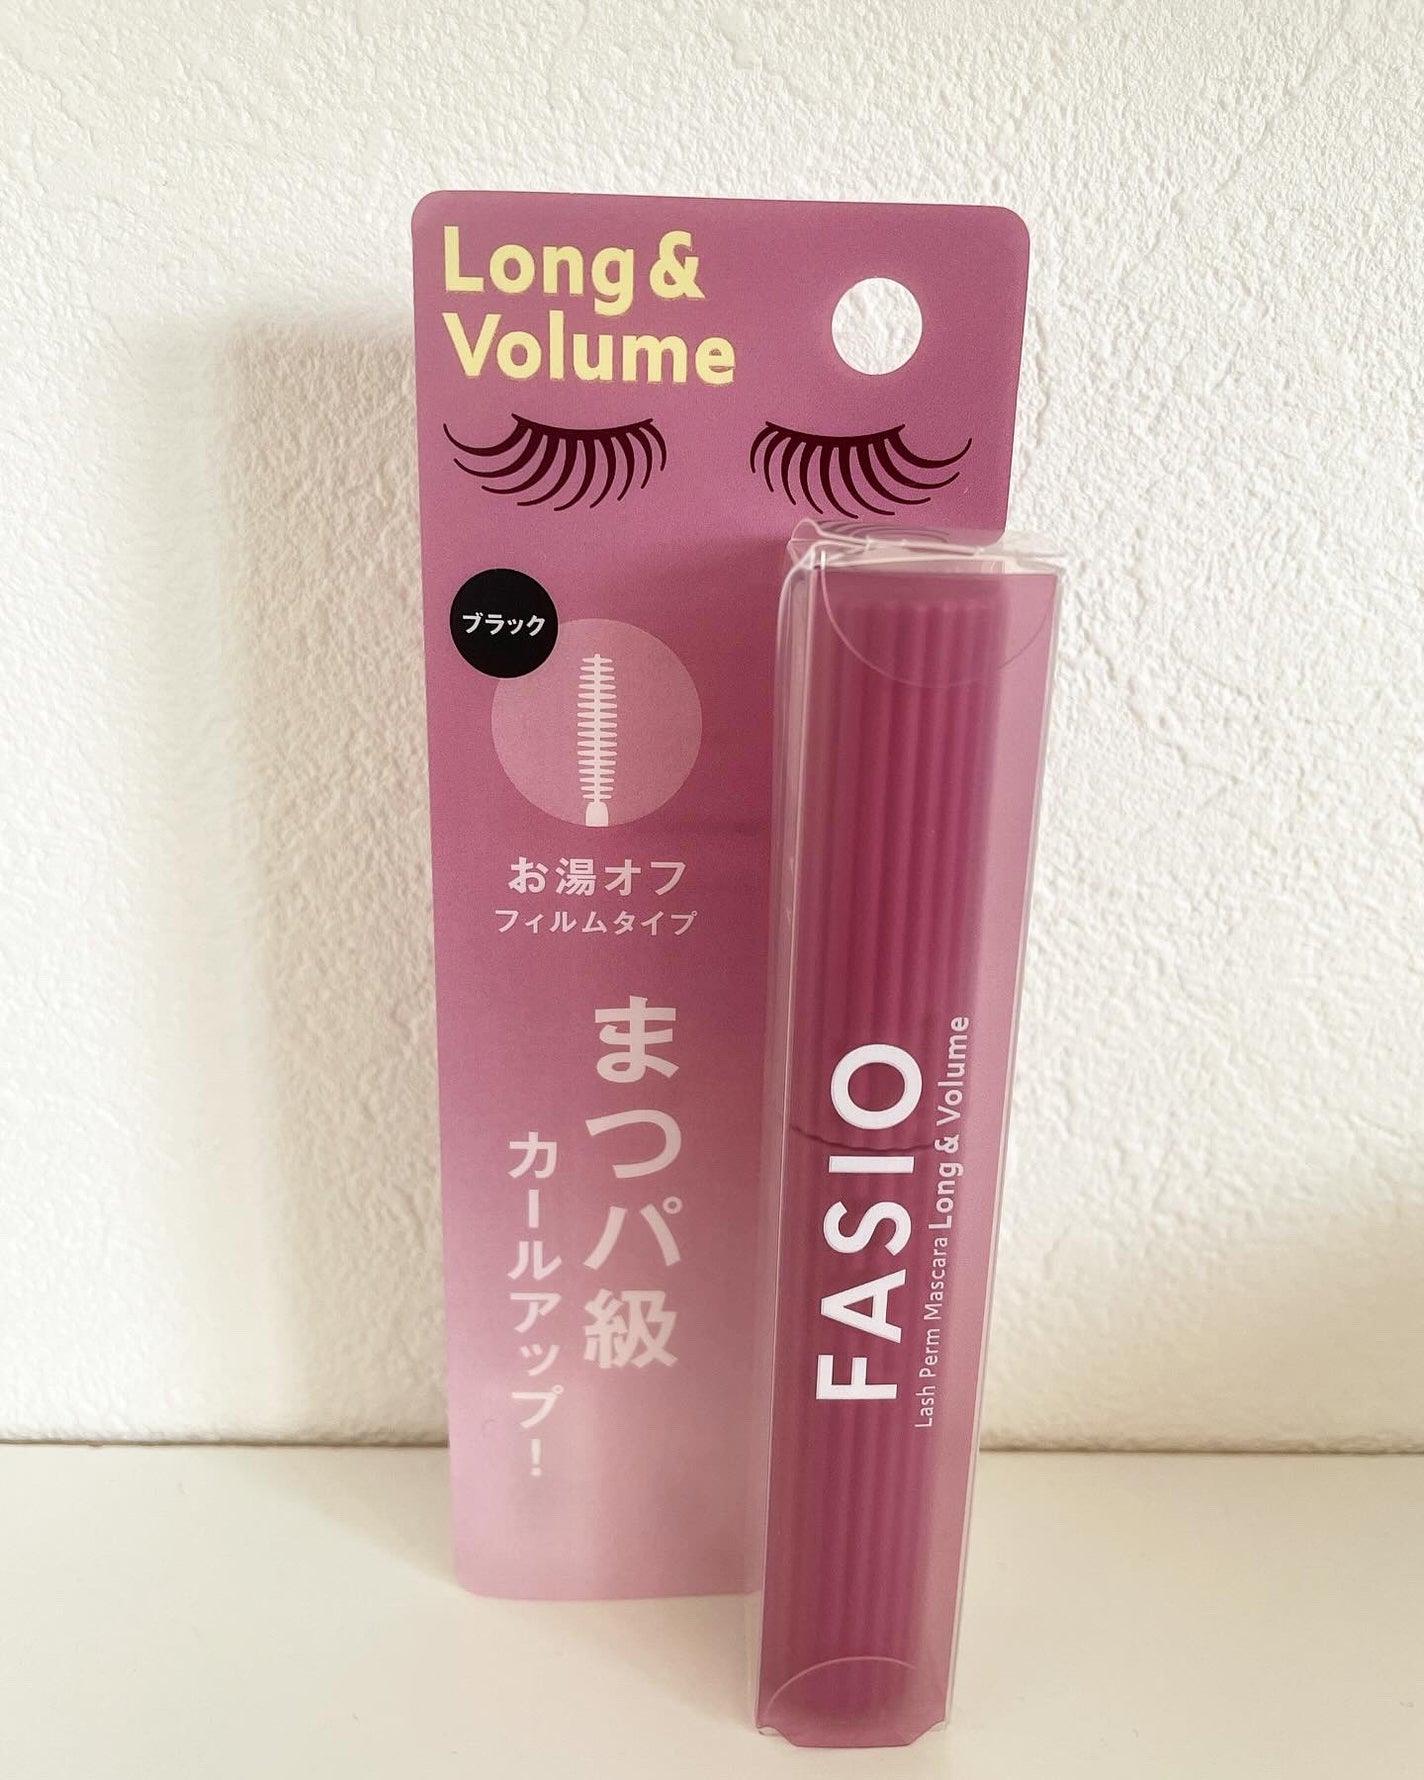 Long &
Volume
ブラック
お湯オフ
フィルムタイプ
まつパ級
カールアップ!
FASIO
Lash Perm Mascara Long & Volume